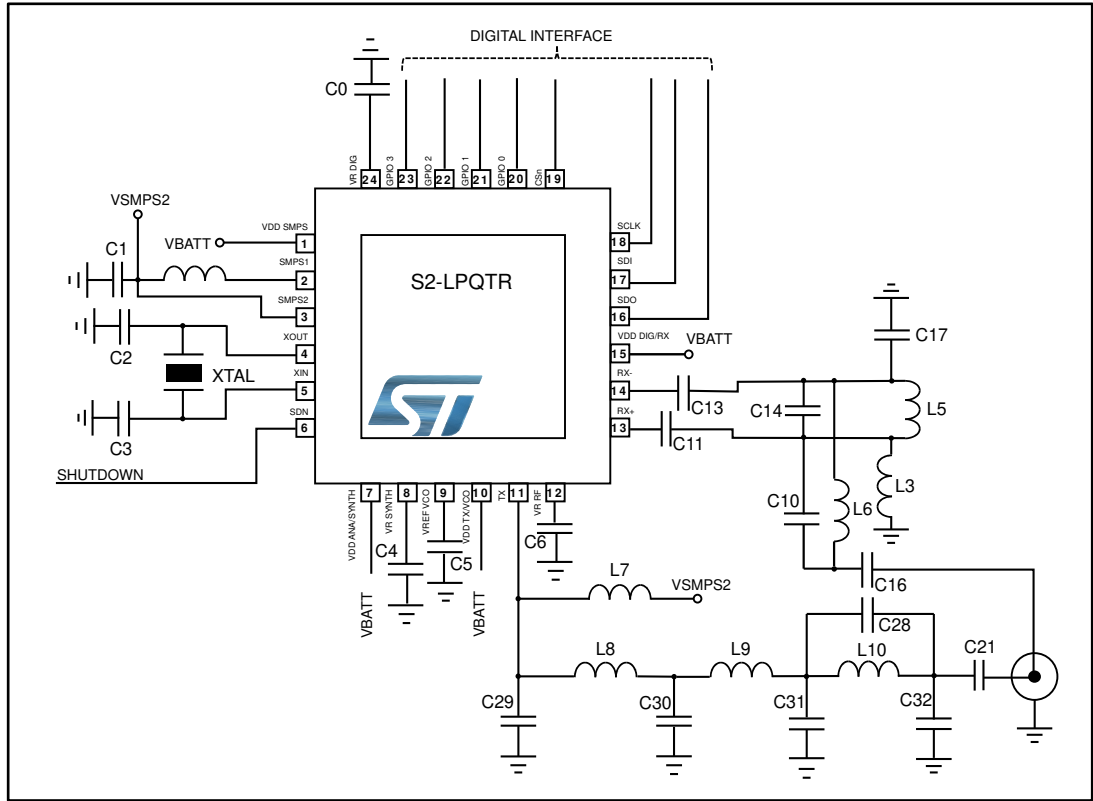 DIGITAL INTERFACE
C0
VR DIG
GPIO 3
GPIO 2
GPIO 1
GPIO 0
CSn
24
23
22
21
20
19
VSMPS2
VDD SMPS
VBATT
1
C1
SMPS1
2
SMPS2
3
C2
XOUT
4
XTAL
XIN
5
C3
SDN
6
SHUTDOWN
S2-LPQTR
ST
SCLK
18
SDI
17
SDO
16
VDD DIG/RX
15
VBATT
RX-
14
C13
RX+
13
C11
C17
C14
L5
C10
L6
L3
C16
7
8
9
10
11
12
VDD ANA/SYNTH
VR SYNTH
VREF VCO
VDD TX/VCO
TX
VR RF
VBATT
C4
C5
VBATT
C6
L7
VSMPS2
C28
L8
L9
L10
C21
C29
C30
C31
C32